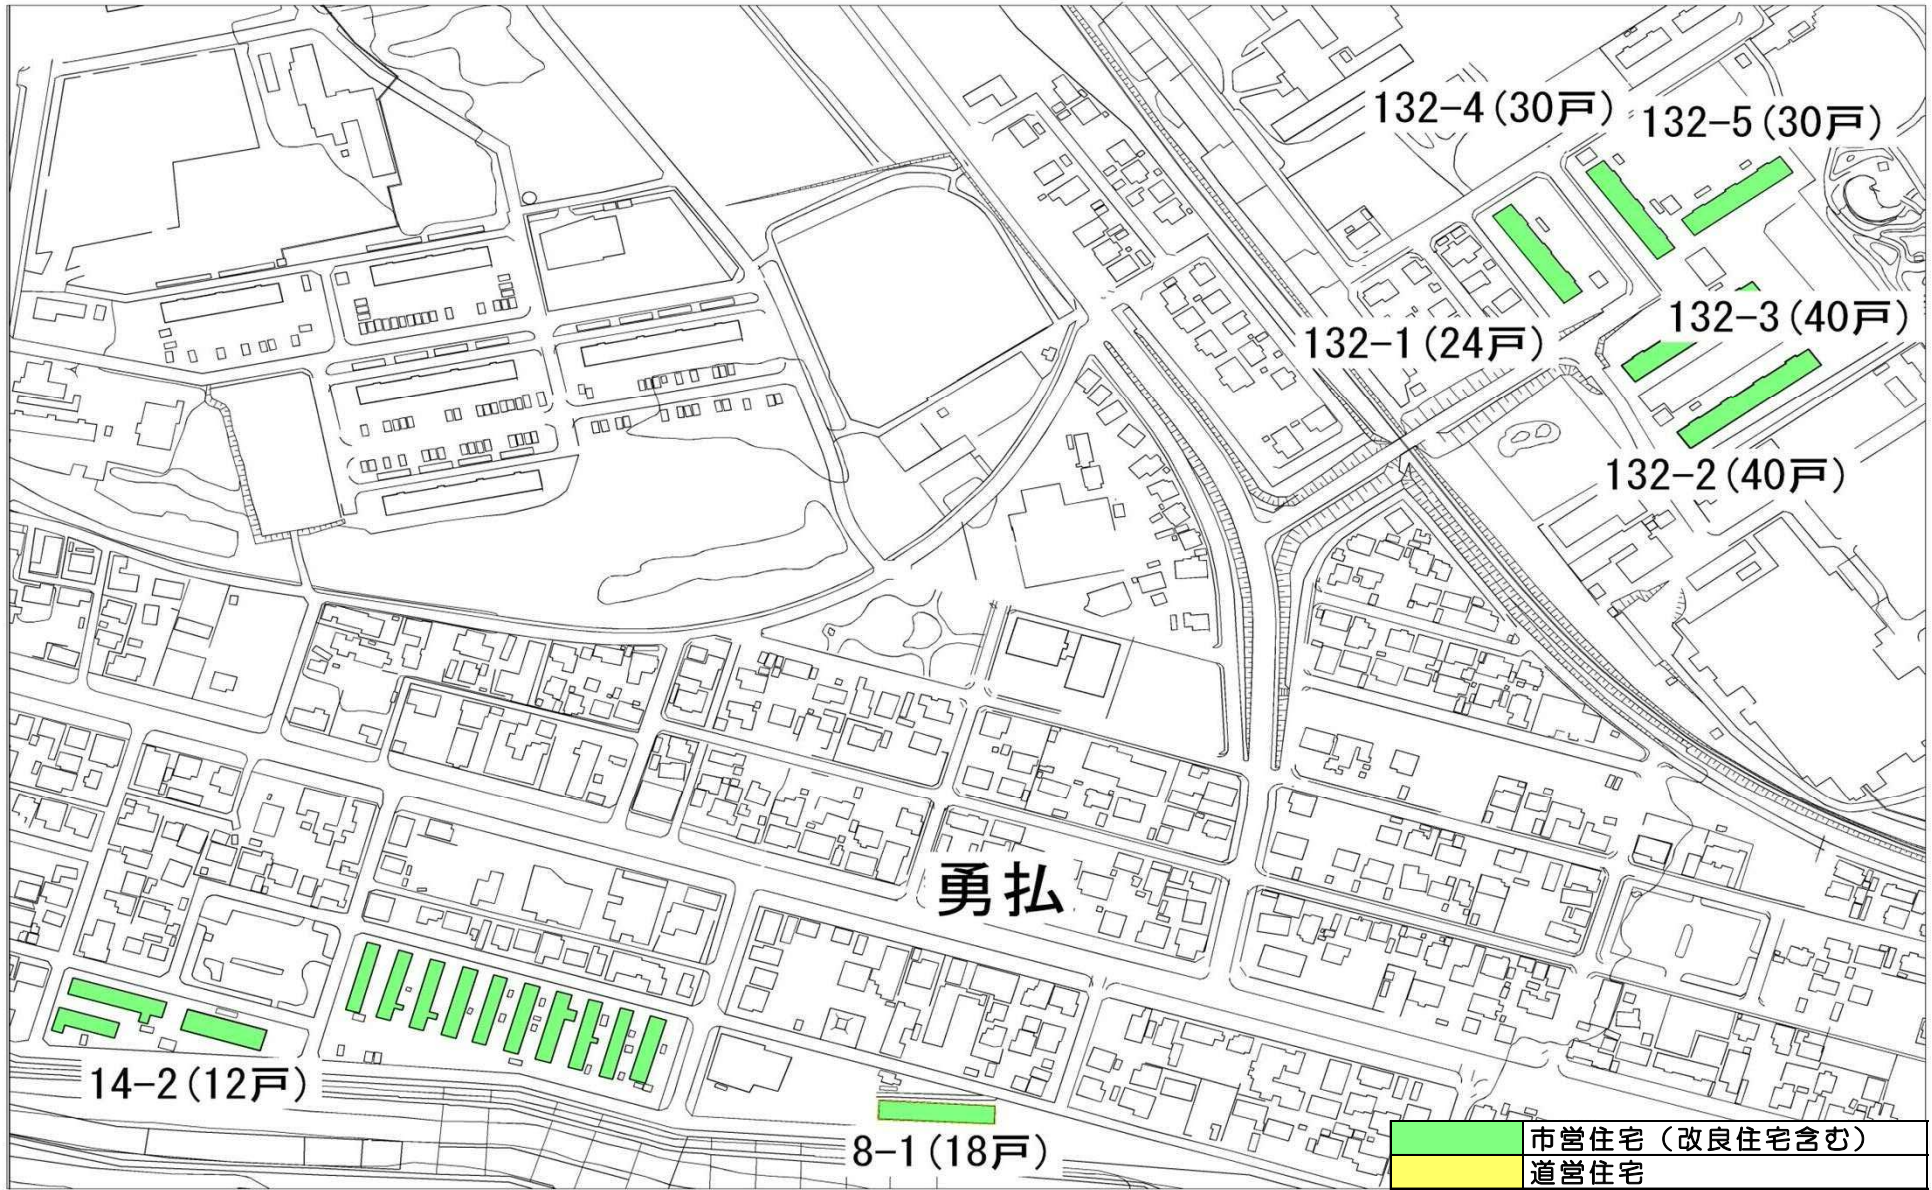 132-4(30戸)
132-5(30戸)
132-3(40戸)
132-1(24戸)
132-2(40戸)
勇払
14-2(12戸)
8-1(18戸)
市営住宅（改良住宅含む）
道営住宅